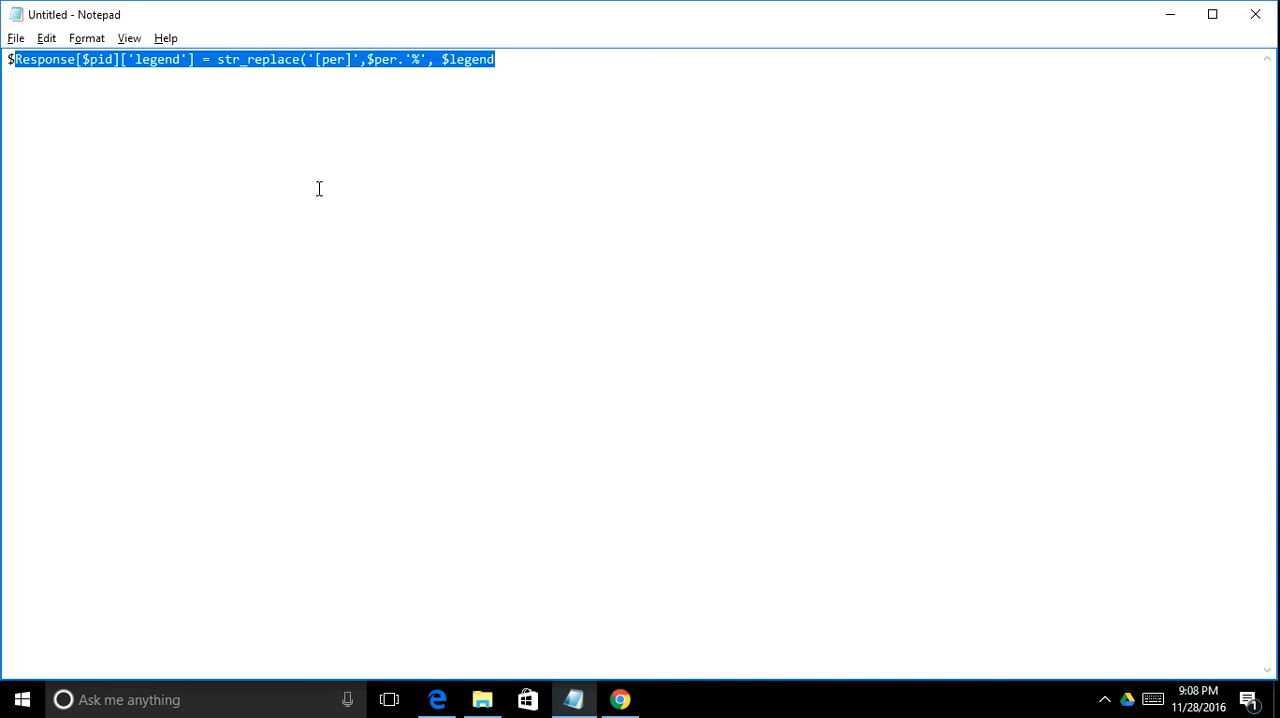 Untitled - Notepad
File Edit Format View Help
$Response[$pid]['legend'] = str_replace('[per]',$per.'%', $legend
Ask me anything
9:08 PM
11/28/2016
1